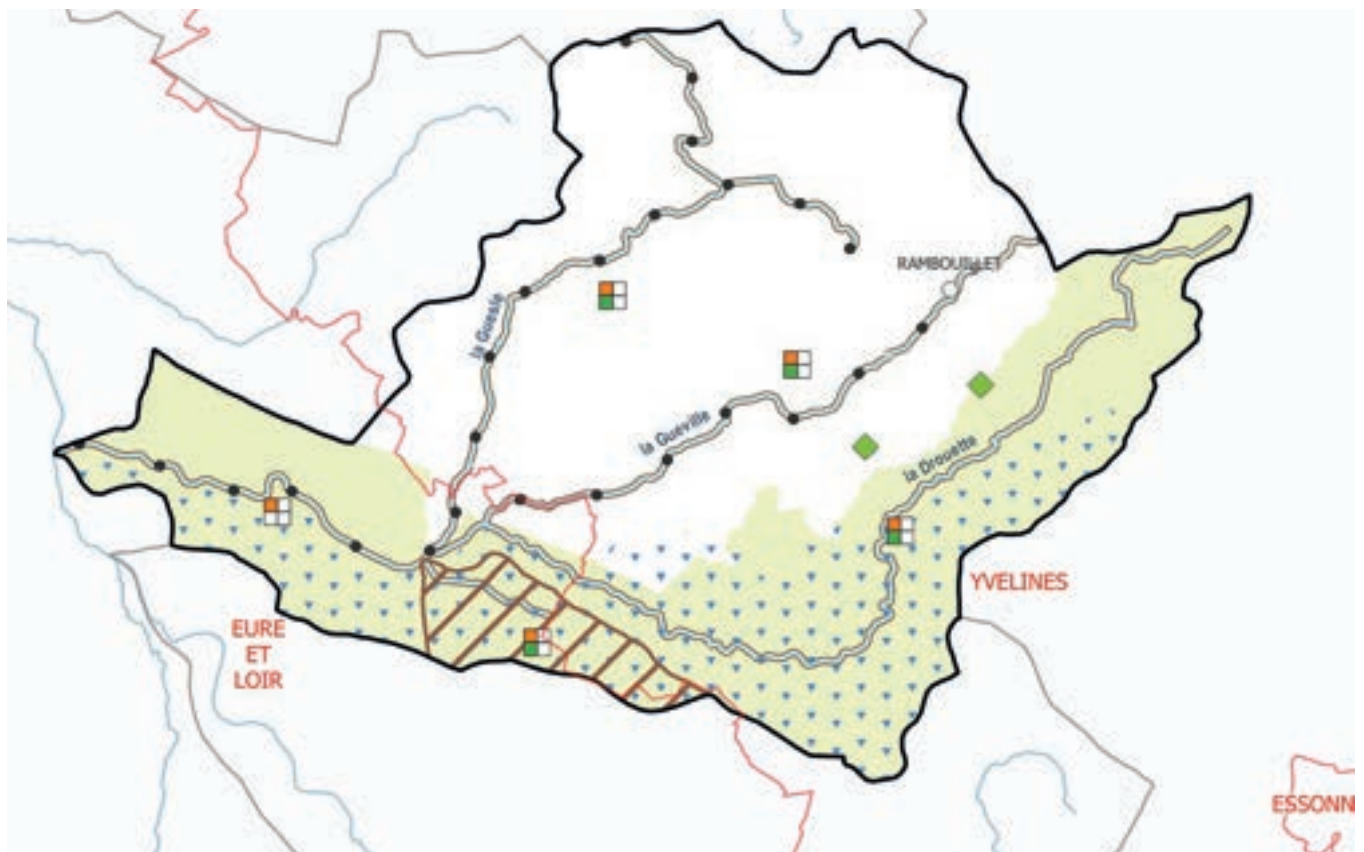 RAMBOUILLET
la Guesle
la Guéville
la Drouette
YVELINES
EURE
ET
LOIR
ESSONN